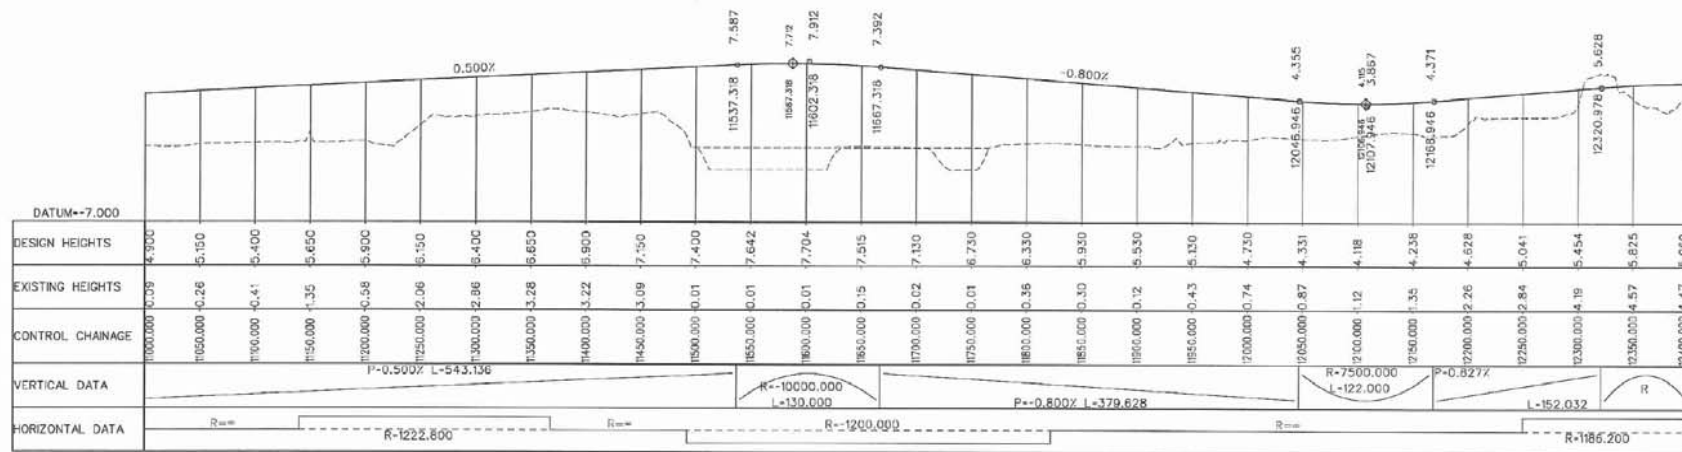 7.587
7.712
7.912
7.392
4.355
4.115
3.867
4.371
5.628
0.500%
-0.800%
11537.318
11587.318
11602.318
11667.318
12046.946
12106.946
12107.946
12168.946
12320.978
DATUM=-7.000
DESIGN HEIGHTS 4.900 5.150 5.400 5.650 5.900 6.150 6.400 6.650 6.900 7.150 7.400 7.642 7.704 7.515 7.130 6.730 6.330 5.930 5.530 5.130 4.730 4.331 4.118 4.238 4.628 5.041 5.454 5.825
EXISTING HEIGHTS 0.09 0.26 0.41 1.35 0.58 2.06 2.86 3.28 3.22 3.09 0.01 0.01 0.01 0.15 0.02 0.01 0.36 0.30 0.12 0.43 0.74 0.87 1.12 1.35 2.26 2.84 4.19 4.57
CONTROL CHAINAGE 11000.000 11050.000 11100.000 11150.000 11200.000 11250.000 11300.000 11350.000 11400.000 11450.000 11500.000 11550.000 11600.000 11650.000 11700.000 11750.000 11800.000 11850.000 11900.000 11950.000 12000.000 12050.000 12100.000 12150.000 12200.000 12250.000 12300.000 12350.000
VERTICAL DATA
P=0.500% L=543.136
R=-10000.000
L=130.000
P=-0.800% L=379.628
R=7500.000
L=122.000
P=0.827%
L=152.032
R
HORIZONTAL DATA
R=∞
R=1222.800
R=∞
R=-1200.000
R=∞
R=1186.200